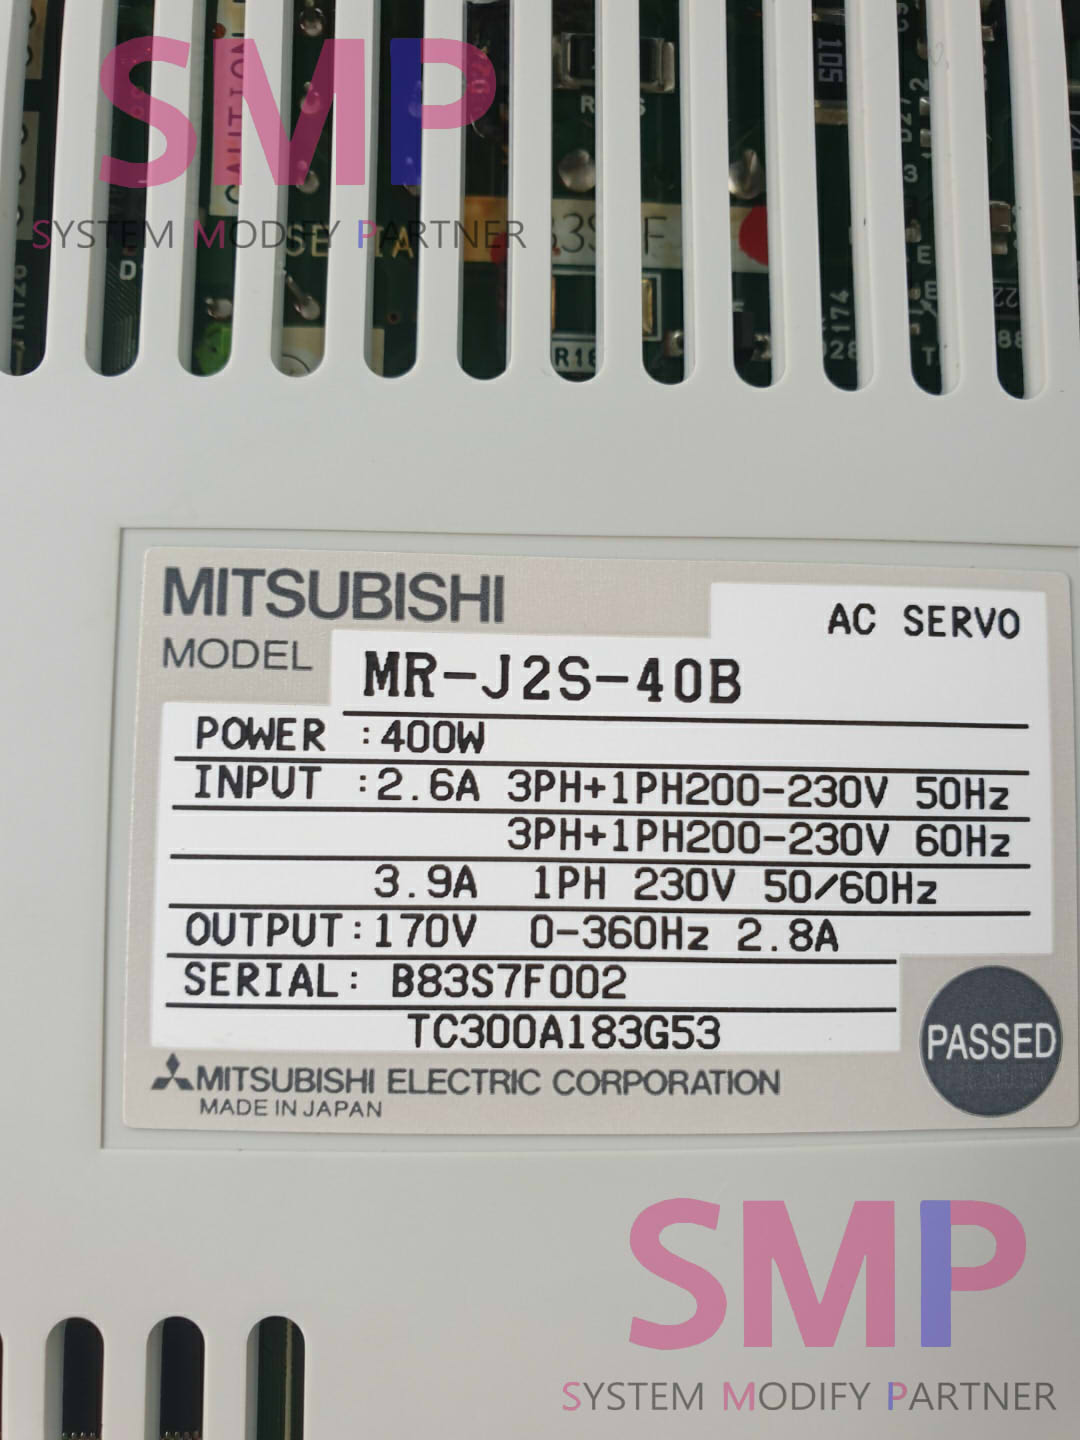 SMP
SYSTEM MODIFY PARTNER
CAUTION
105
MITSUBISHI
AC SERVO
MODEL MR-J2S-40B
POWER :400W
INPUT :2.6A 3PH+1PH200-230V 50Hz
3PH+1PH200-230V 60Hz
3.9A 1PH 230V 50/60Hz
OUTPUT:170V 0-360Hz 2.8A
SERIAL: B83S7F002
TC300A183G53
PASSED
MITSUBISHI ELECTRIC CORPORATION
MADE IN JAPAN
SMP
SYSTEM MODIFY PARTNER